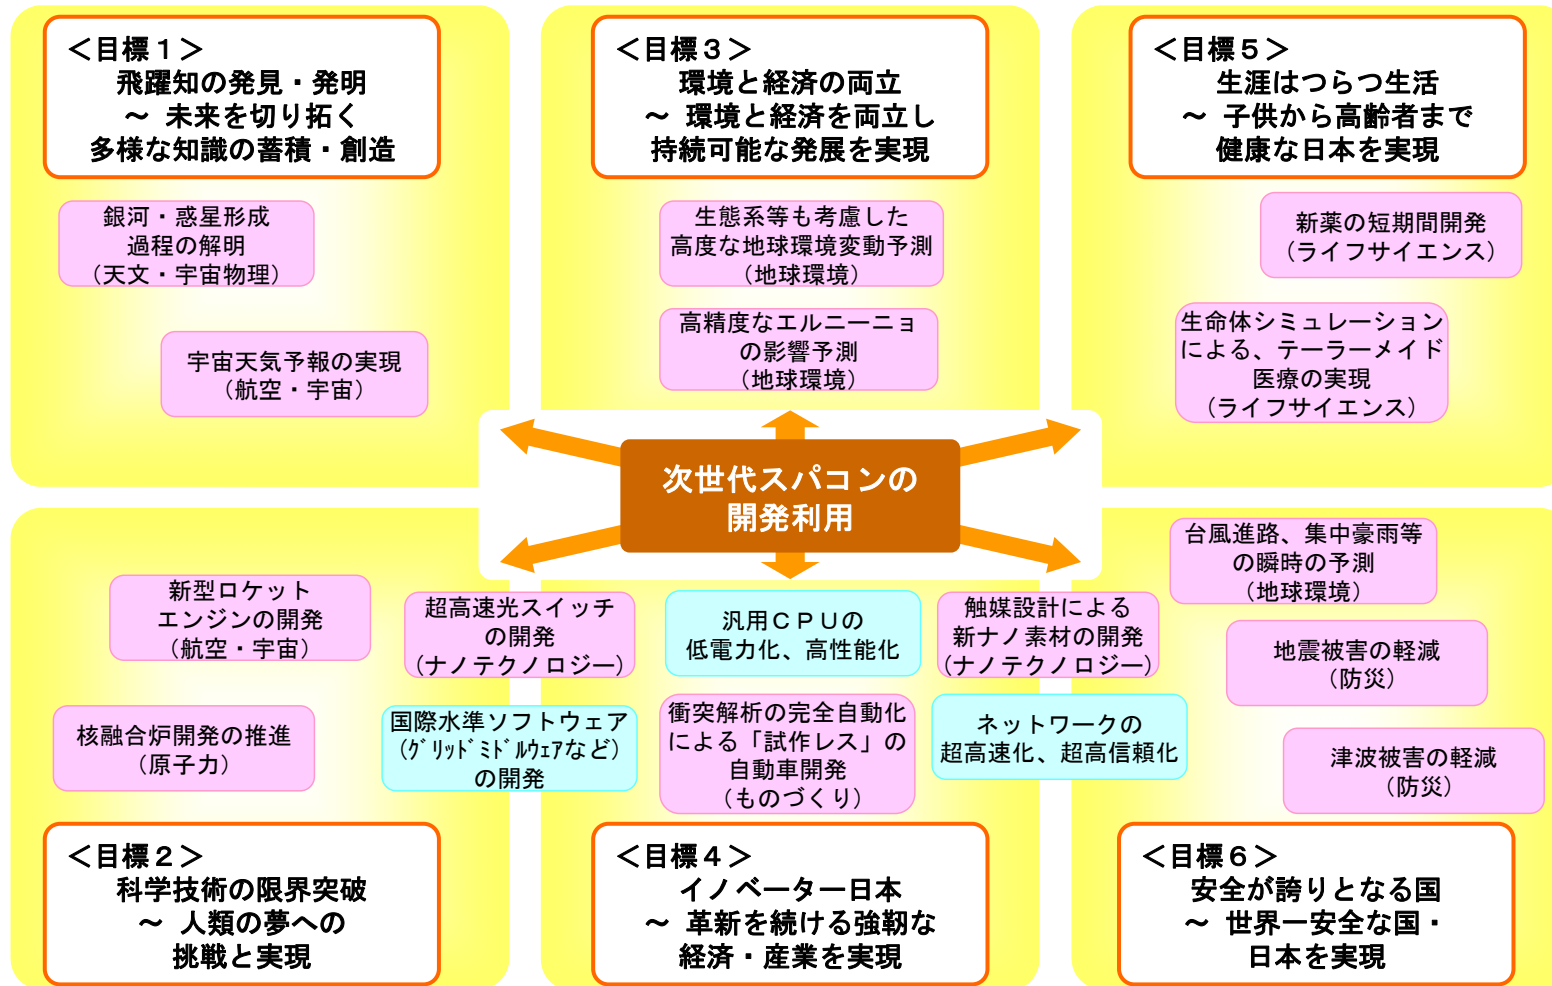 ＜目標１＞
飛躍知の発見・発明
～ 未来を切り拓く
多様な知識の蓄積・創造
銀河・惑星形成
過程の解明
（天文・宇宙物理）
宇宙天気予報の実現
（航空・宇宙）
＜目標３＞
環境と経済の両立
～ 環境と経済を両立し
持続可能な発展を実現
生態系等も考慮した
高度な地球環境変動予測
（地球環境）
高精度なエルニーニョ
の影響予測
（地球環境）
＜目標５＞
生涯はつらつ生活
～ 子供から高齢者まで
健康な日本を実現
新薬の短期間開発
（ライフサイエンス）
生命体シミュレーション
による、テーラーメイド
医療の実現
（ライフサイエンス）
次世代スパコンの
開発利用
新型ロケット
エンジンの開発
（航空・宇宙）
核融合炉開発の推進
（原子力）
超高速光スイッチ
の開発
（ナノテクノロジー）
国際水準ソフトウェア
（ｸﾞﾘｯﾄﾞﾐﾄﾞﾙｳｪｱなど）
の開発
＜目標２＞
科学技術の限界突破
～ 人類の夢への
挑戦と実現
汎用ＣＰＵの
低電力化、高性能化
衝突解析の完全自動化
による「試作レス」の
自動車開発
（ものづくり）
触媒設計による
新ナノ素材の開発
（ナノテクノロジー）
ネットワークの
超高速化、超高信頼化
＜目標４＞
イノベーター日本
～ 革新を続ける強靭な
経済・産業を実現
台風進路、集中豪雨等
の瞬時の予測
（地球環境）
地震被害の軽減
（防災）
津波被害の軽減
（防災）
＜目標６＞
安全が誇りとなる国
～ 世界一安全な国・
日本を実現